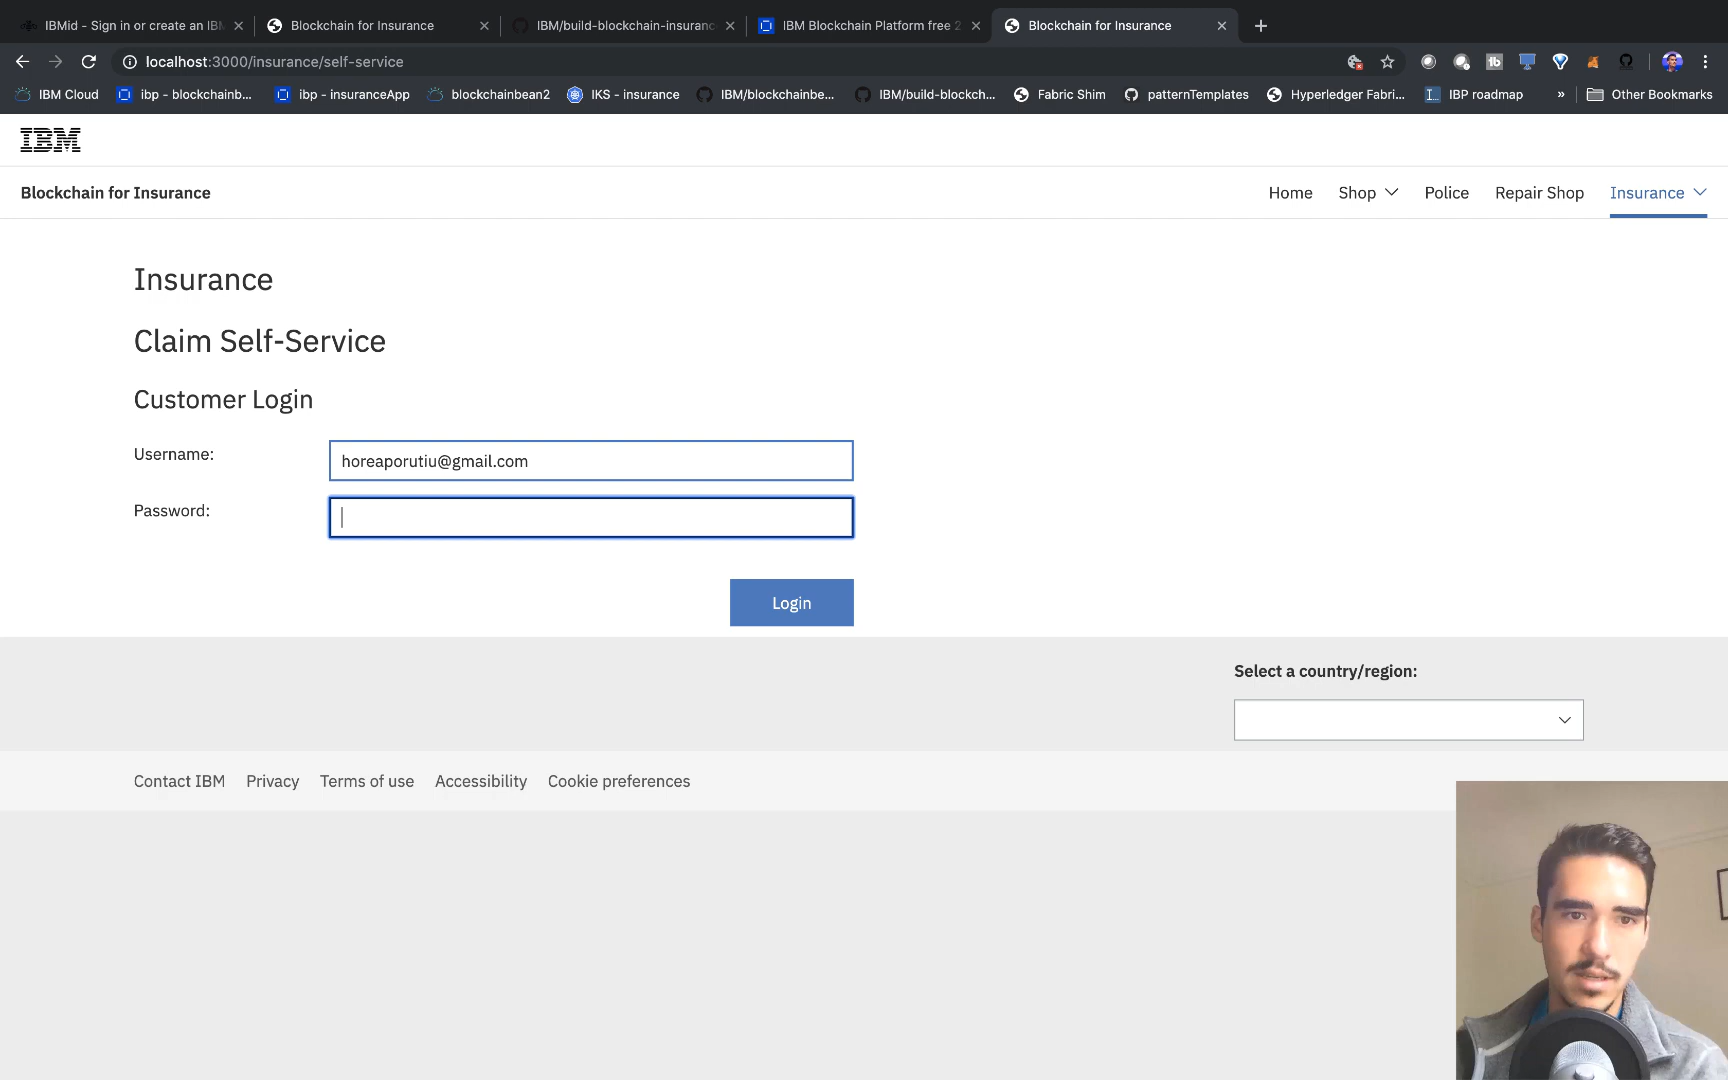 IBMid - Sign in or create an IBM
Blockchain for Insurance
IBM/build-blockchain-insuranc
IBM Blockchain Platform free 2
Blockchain for Insurance
localhost:3000/insurance/self-service
IBM Cloud
ibp - blockchainb...
ibp - insuranceApp
blockchainbean2
IKS - insurance
IBM/blockchainbe...
IBM/build-blockch...
Fabric Shim
patternTemplates
Hyperledger Fabri...
IBP roadmap
»
Other Bookmarks
IBM
Blockchain for Insurance
Home
Shop
Police
Repair Shop
Insurance
Insurance
Claim Self-Service
Customer Login
Username:
horeaporutiu@gmail.com
Password:
Login
Select a country/region:
Contact IBM
Privacy
Terms of use
Accessibility
Cookie preferences